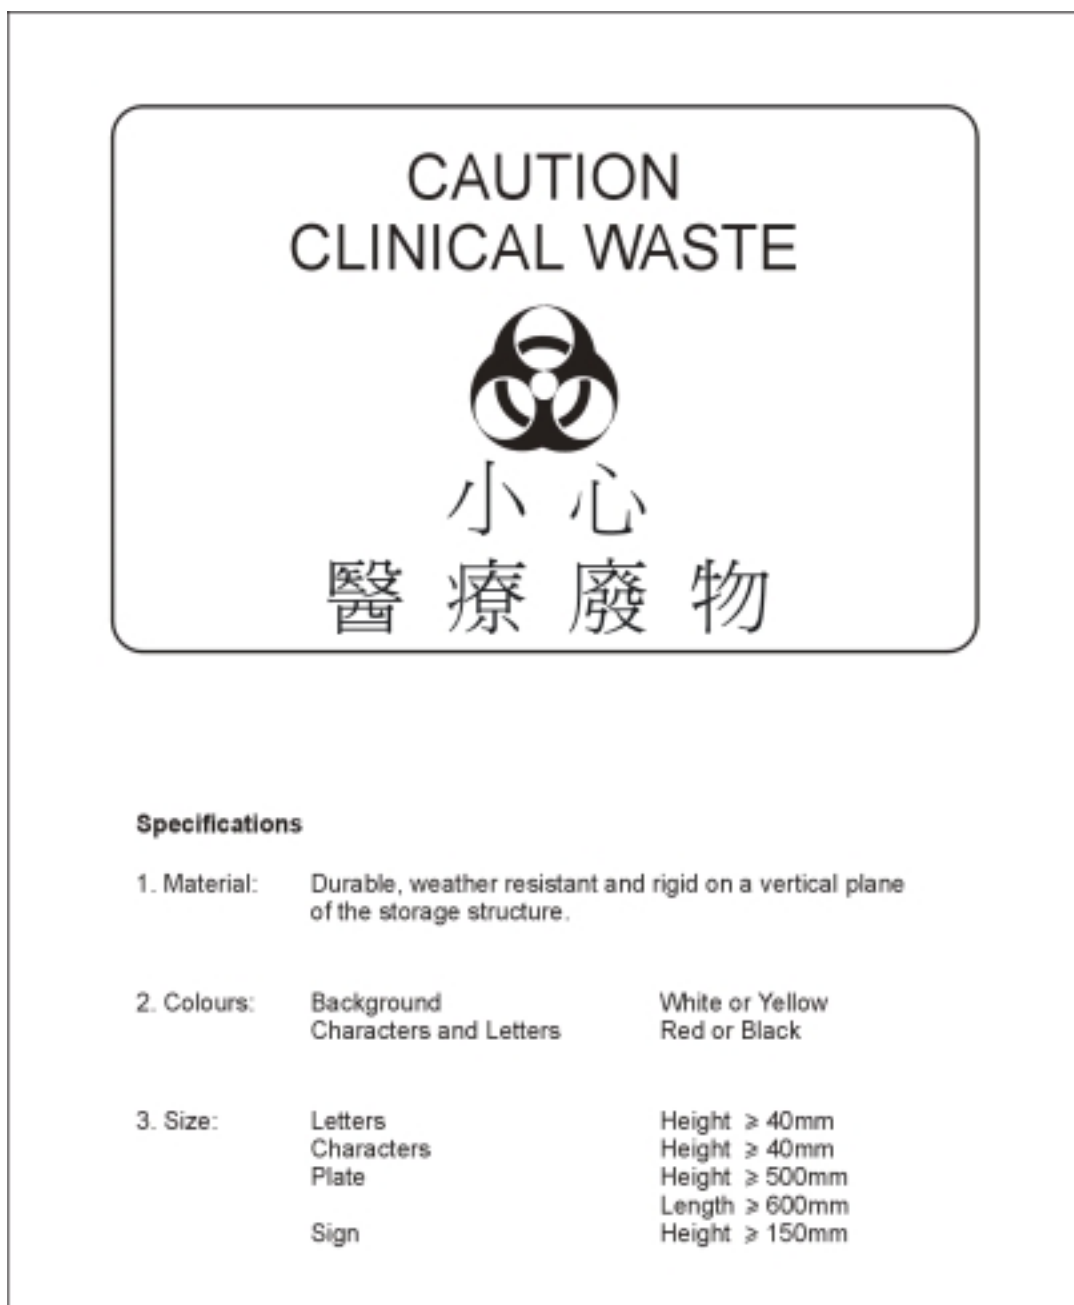 CAUTION
CLINICAL WASTE
小心
醫療廢物
Specifications
1. Material: Durable, weather resistant and rigid on a vertical plane
of the storage structure.
2. Colours: Background White or Yellow
Characters and Letters Red or Black
3. Size: Letters Height ≥ 40mm
Characters Height ≥ 40mm
Plate Height ≥ 500mm
Length ≥ 600mm
Sign Height ≥ 150mm